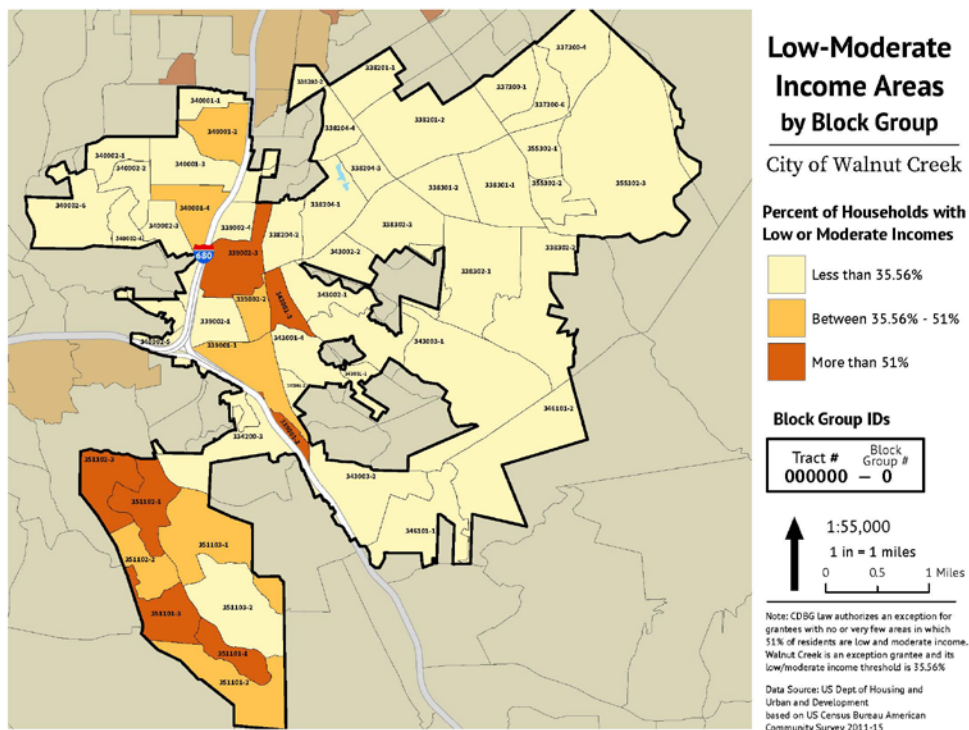 Low-Moderate
Income Areas
by Block Group
City of Walnut Creek
Percent of Households with
Low or Moderate Incomes
Less than 35.56%
Between 35.56% - 51%
More than 51%
Block Group IDs
Tract #
Block
Group #
000000 – 0
1:55,000
1 in = 1 miles
0 0.5 1 Miles
Note: CDBG law authorizes an exception for
grantees with no or very few areas in which
51% of residents are low and moderate income.
Walnut Creek is an exception grantee and its
low/moderate income threshold is 35.56%
Data Source: US Dept of Housing and
Urban and Development
based on US Census Bureau American
Community Survey 2011-15
337300-4
338201-1
337300-1
337300-6
340001-1
338201-2
340001-2
338204-4
355302-1
340002-1
340002-2
340001-3
338204-3
338301-2
338301-1
355302-2
355302-3
340002-6
340001-4
338204-1
340002-3
339002-4
338204-2
338303-2
338302-2
680
339002-3
343002-2
338302-1
343002-1
339002-1
343001-3
339001-1
343001-4
343003-1
346101-2
334200-3
343003-2
346101-1
351102-3
351102-1
351102-2
351103-1
351101-3
351103-2
351101-2